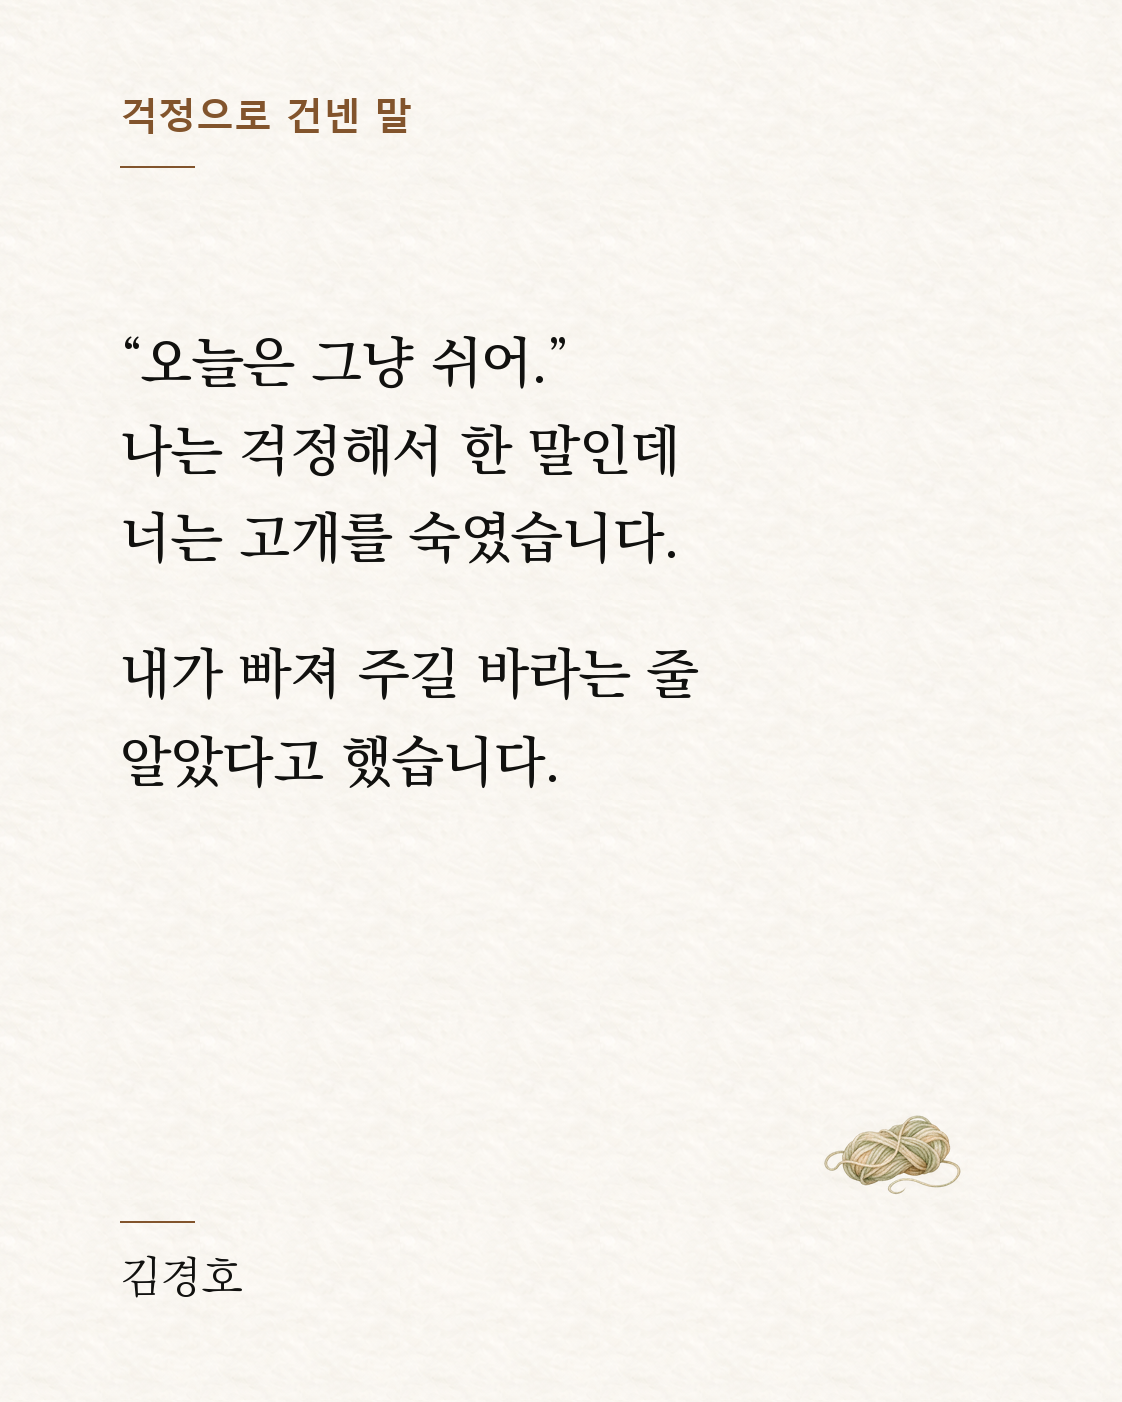 걱정으로 건넨 말
“오늘은 그냥 쉬어.”
나는 걱정해서 한 말인데
너는 고개를 숙였습니다.
내가 빠져 주길 바라는 줄
알았다고 했습니다.
김경호